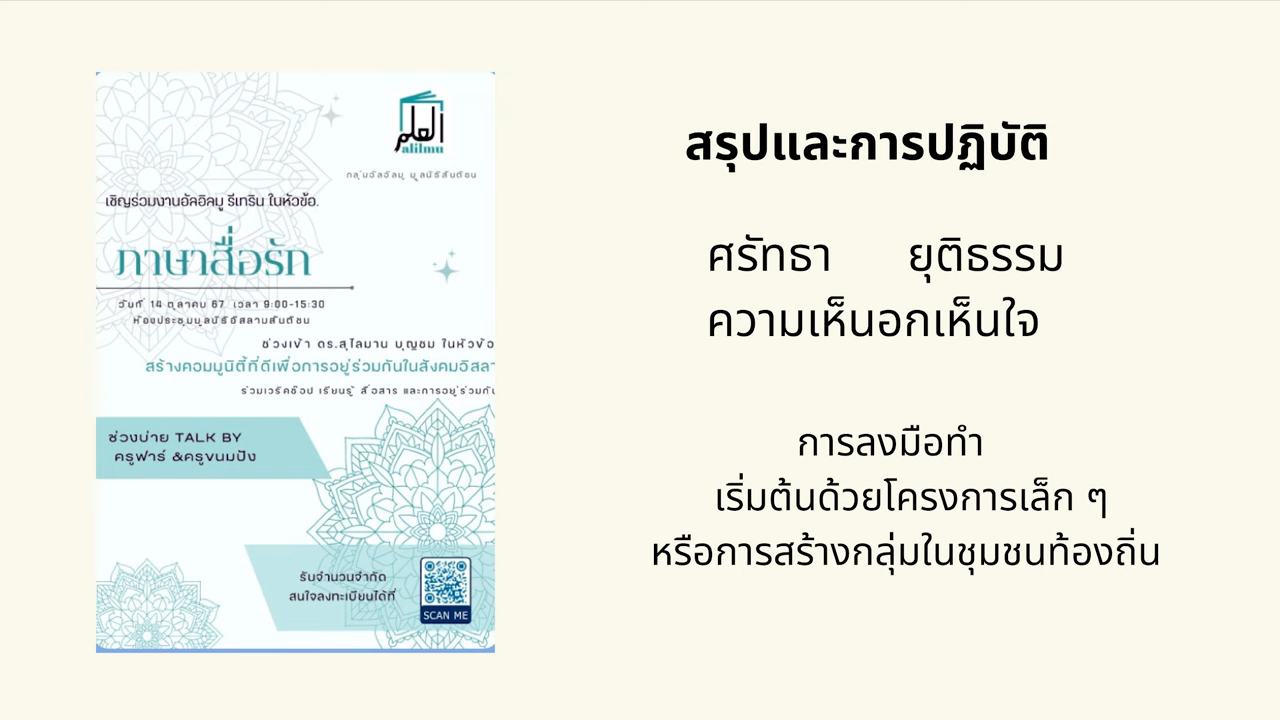 العلم
alilmu
กลุ่มอัลอิลมู มูลนิธิสันติชน
เชิญร่วมงานอัลอิลมู รีเทริน ในหัวข้อ.
ภาษาสื่อรัก
วันที่ 14 ตุลาคม 67 เวลา 9:00-15:30
ห้องประชุมมูลนิธิอิสลามสันติชน
ช่วงเช้า ดร.สุไลมาน บุญชม ในหัวข้อ
สร้างคอมมูนิตี้ที่ดีเพื่อการอยู่ร่วมกันในสังคมอิสลา
ร่วมเวิร์คช็อป เรียนรู้ สื่อสาร และการอยู่ร่วมกัน
ช่วงบ่าย TALK BY
ครูฟาร์ &ครูขนมปัง
รับจำนวนจำกัด
สนใจลงทะเบียนได้ที่
SCAN ME
สรุปและการปฏิบัติ
ศรัทธา ยุติธรรม
ความเห็นอกเห็นใจ
การลงมือทำ
เริ่มต้นด้วยโครงการเล็ก ๆ
หรือการสร้างกลุ่มในชุมชนท้องถิ่น